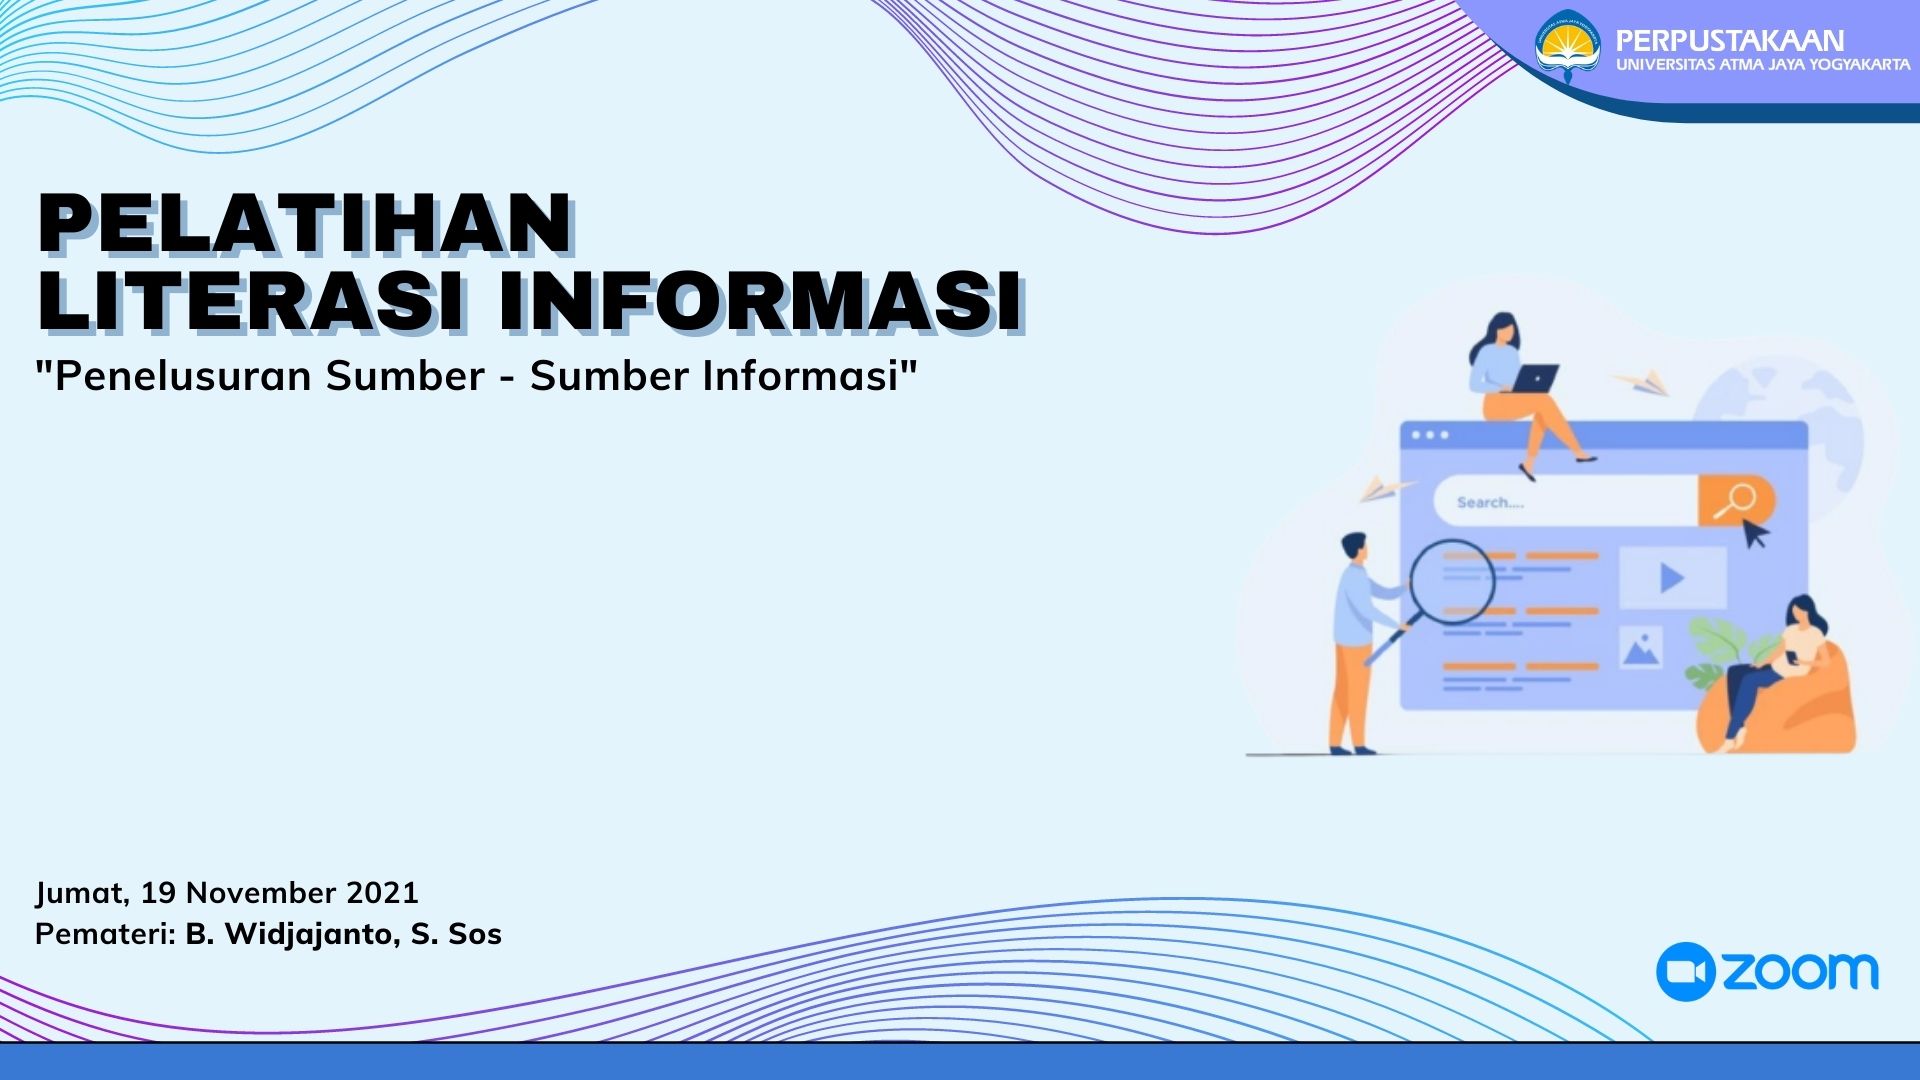 PERPUSTAKAAN
UNIVERSITAS ATMA JAYA YOGYAKARTA
PELATIHAN
LITERASI INFORMASI
"Penelusuran Sumber - Sumber Informasi"
Search....
Jumat, 19 November 2021
Pemateri: B. Widjajanto, S. Sos
zoom